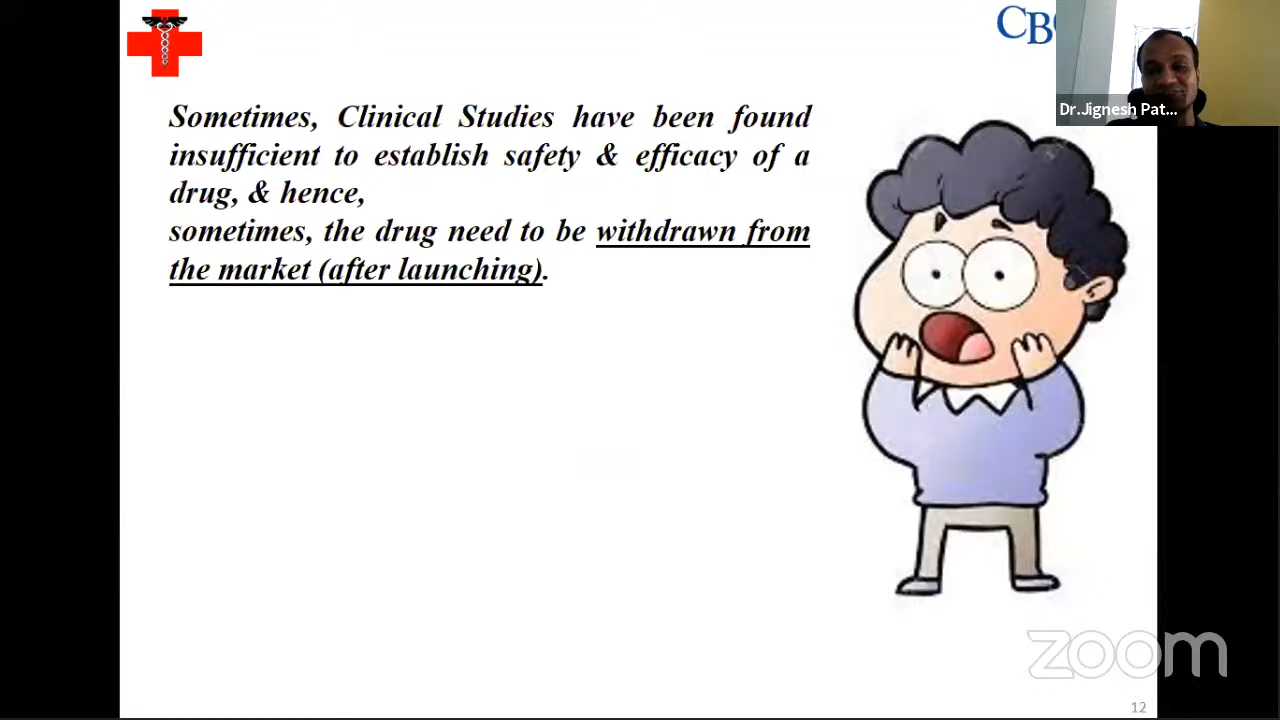 CB
Dr.Jignesh Pat...
Sometimes, Clinical Studies have been found
insufficient to establish safety & efficacy of a
drug, & hence,
sometimes, the drug need to be withdrawn from
the market (after launching).
zoom
12